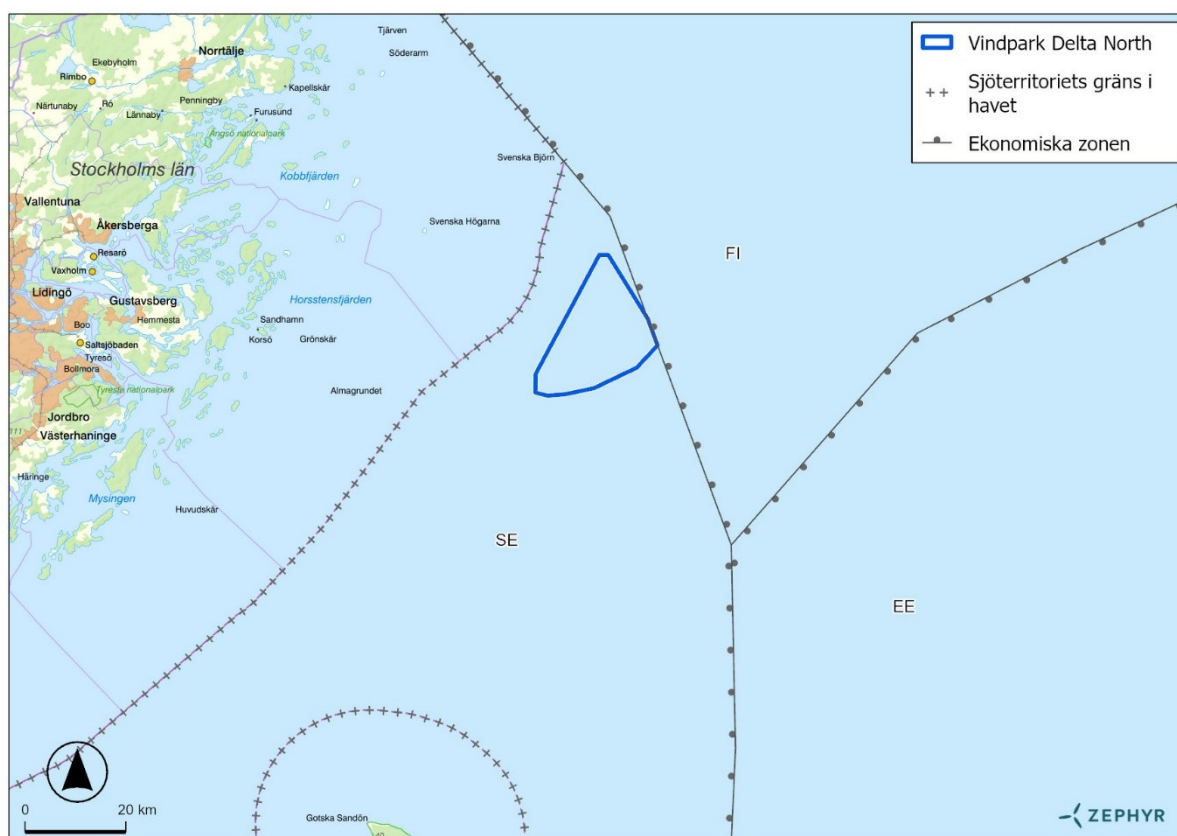 Tjärven
Söderarm
Norrtälje
Ekebyholm
Rimbo
Kapellskär
Närtunaby
Rö
Penningby
Lännaby
Furusund
Ängsö nationalpark
Svenska Björn
Stockholms län
Kobbfjärden
Vallentuna
Åkersberga
Svenska Högarna
Resarö
Vaxholm
Lidingö
Gustavsberg
Horsstensfjärden
Boo
Hemmesta
Sandhamn
Saltsjöbaden
Korsö
Grönskär
Tyresö
Bollmora
Tyresta nationalpark
Almagrundet
Jordbro
Västerhaninge
Häringe
Mysingen
Huvudskär
Gotska Sandön
40
SE
FI
EE
Vindpark Delta North
Sjöterritoriets gräns i
havet
Ekonomiska zonen
0 20 km
ZEPHYR